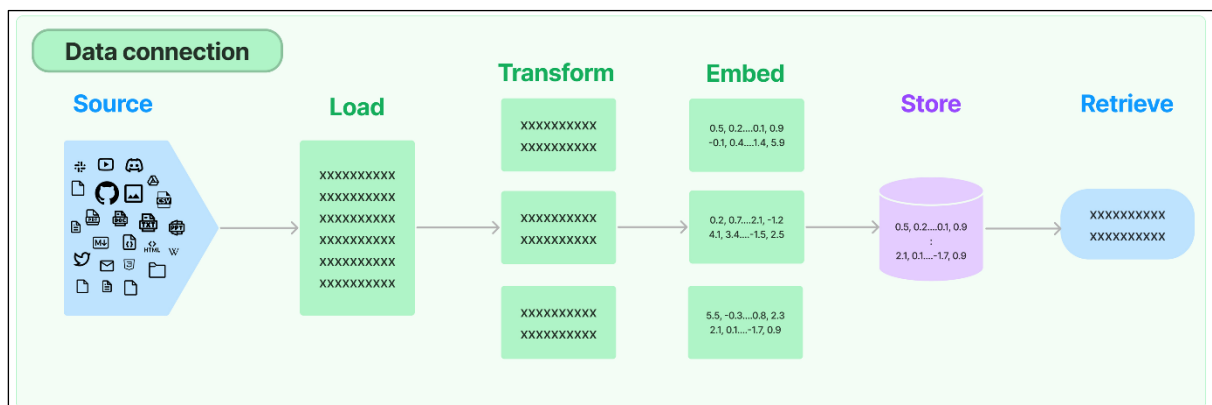 Data connection
Source
Load
Transform
Embed
Store
Retrieve
CSV
TXT
M↓
HTML
W
XXXXXXXXXX
XXXXXXXXXX
XXXXXXXXXX
XXXXXXXXXX
XXXXXXXXXX
XXXXXXXXXX
XXXXXXXXXX
XXXXXXXXXX
XXXXXXXXXX
XXXXXXXXXX
XXXXXXXXXX
XXXXXXXXXX
XXXXXXXXXX
0.5, 0.2....0.1, 0.9
-0.1, 0.4....1.4, 5.9
0.2, 0.7....2.1, -1.2
4.1, 3.4....-1.5, 2.5
5.5, -0.3....0.8, 2.3
2.1, 0.1....-1.7, 0.9
0.5, 0.2....0.1, 0.9
:
2.1, 0.1....-1.7, 0.9
XXXXXXXXXX
XXXXXXXXXX